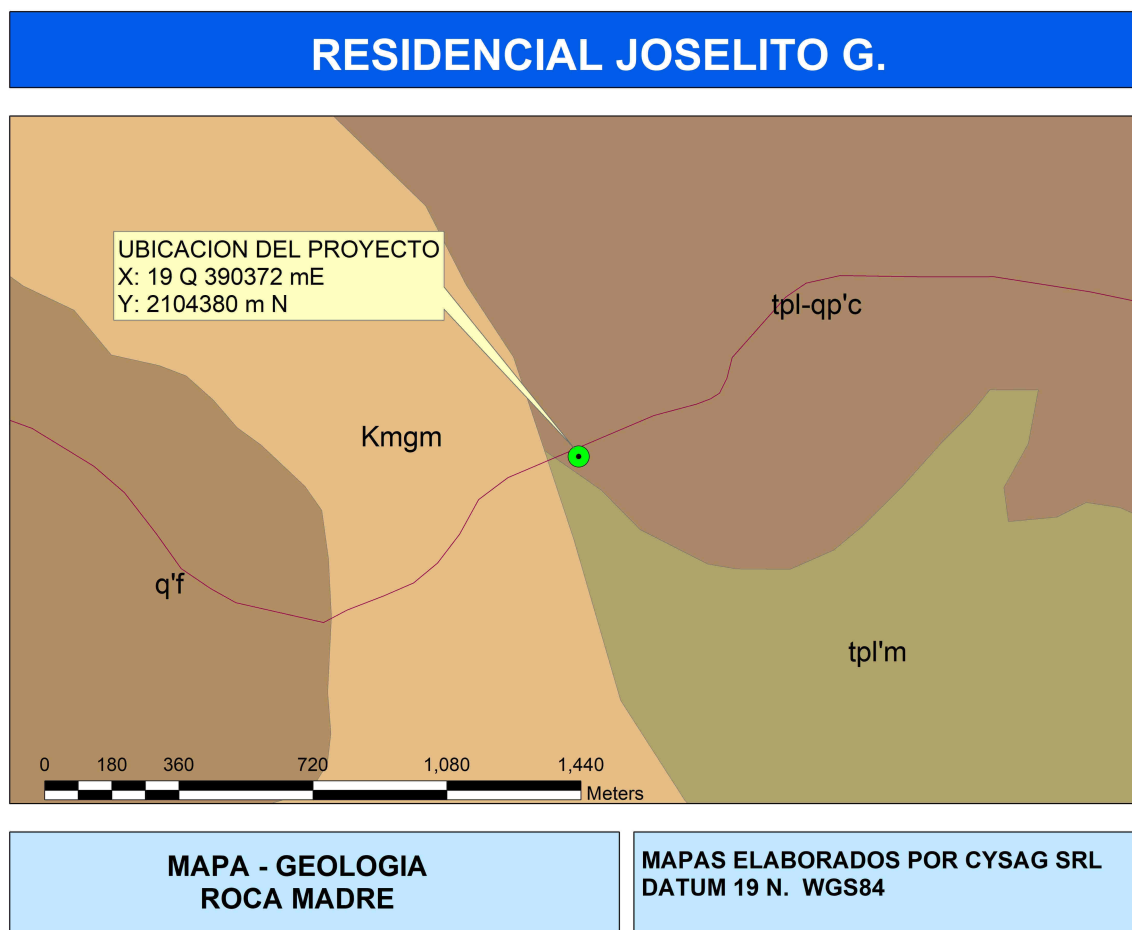 RESIDENCIAL JOSELITO G.
UBICACION DEL PROYECTO
X: 19 Q 390372 mE
Y: 2104380 m N
tpl-qp'c
Kmgm
q'f
tpl'm
0 180 360 720 1,080 1,440
Meters
MAPA - GEOLOGIA
ROCA MADRE
MAPAS ELABORADOS POR CYSAG SRL
DATUM 19 N. WGS84